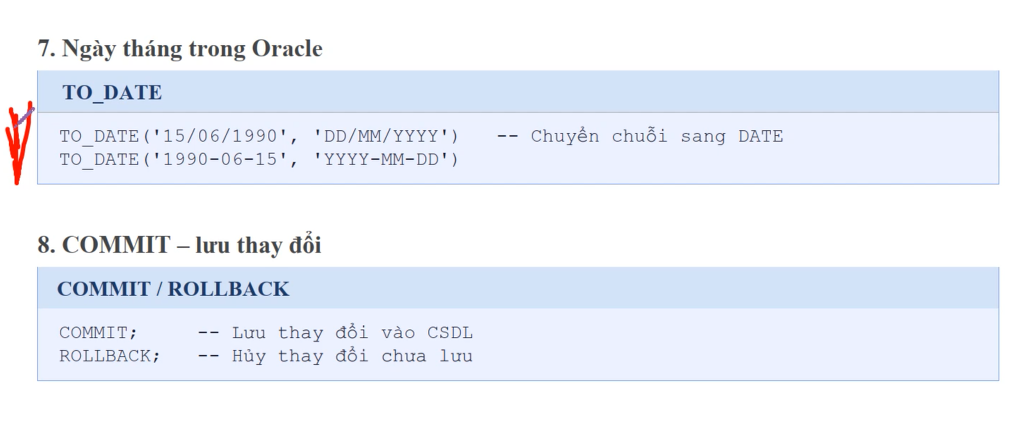 7. Ngày tháng trong Oracle
TO_DATE
TO_DATE('15/06/1990', 'DD/MM/YYYY')   -- Chuyển chuỗi sang DATE
TO_DATE('1990-06-15', 'YYYY-MM-DD')
8. COMMIT – lưu thay đổi
COMMIT / ROLLBACK
COMMIT;     -- Lưu thay đổi vào CSDL
ROLLBACK;   -- Hủy thay đổi chưa lưu